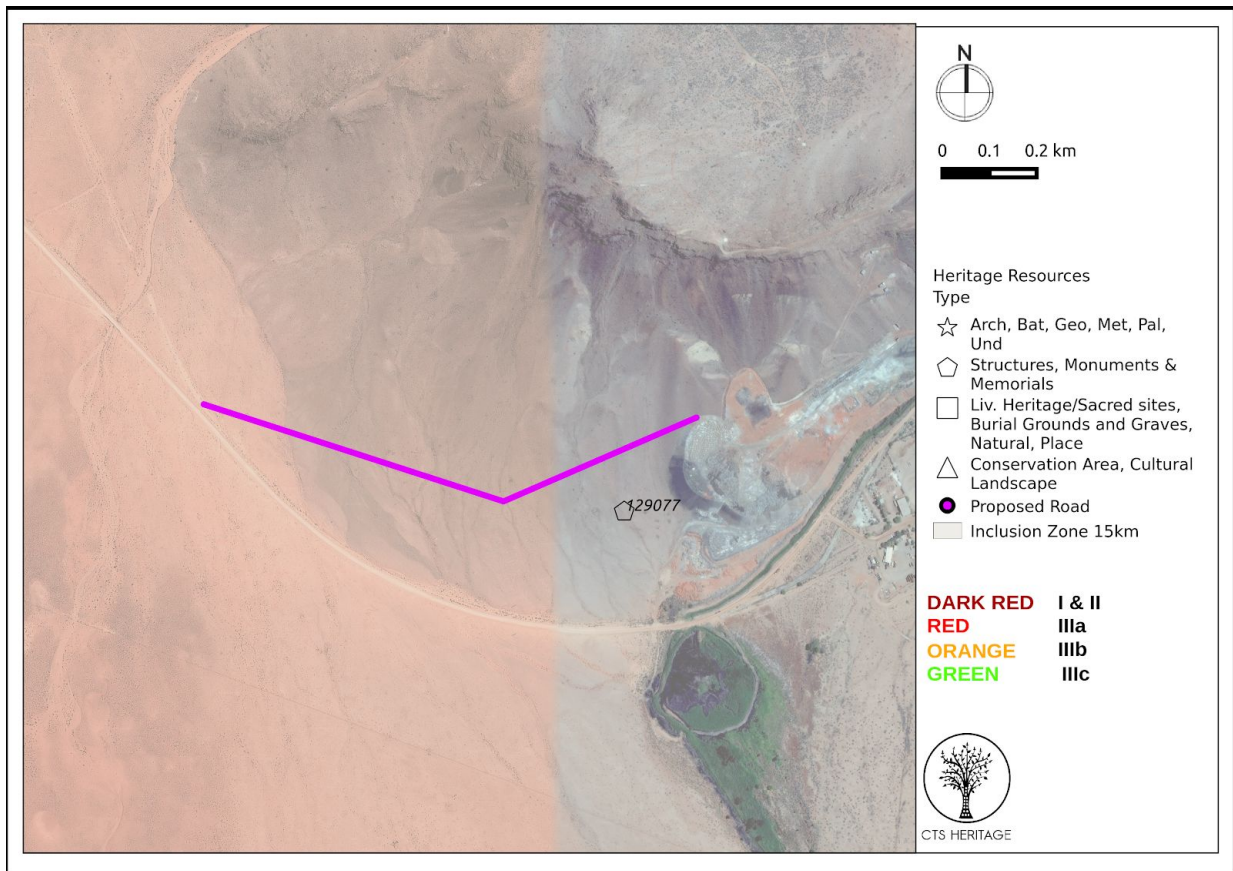 N
0 0.1 0.2 km
Heritage Resources
Type
Arch, Bat, Geo, Met, Pal,
Und
Structures, Monuments &
Memorials
Liv. Heritage/Sacred sites,
Burial Grounds and Graves,
Natural, Place
Conservation Area, Cultural
Landscape
129077
Proposed Road
Inclusion Zone 15km
DARK RED I & II
RED IIIa
ORANGE IIIb
GREEN IIIc
CTS HERITAGE